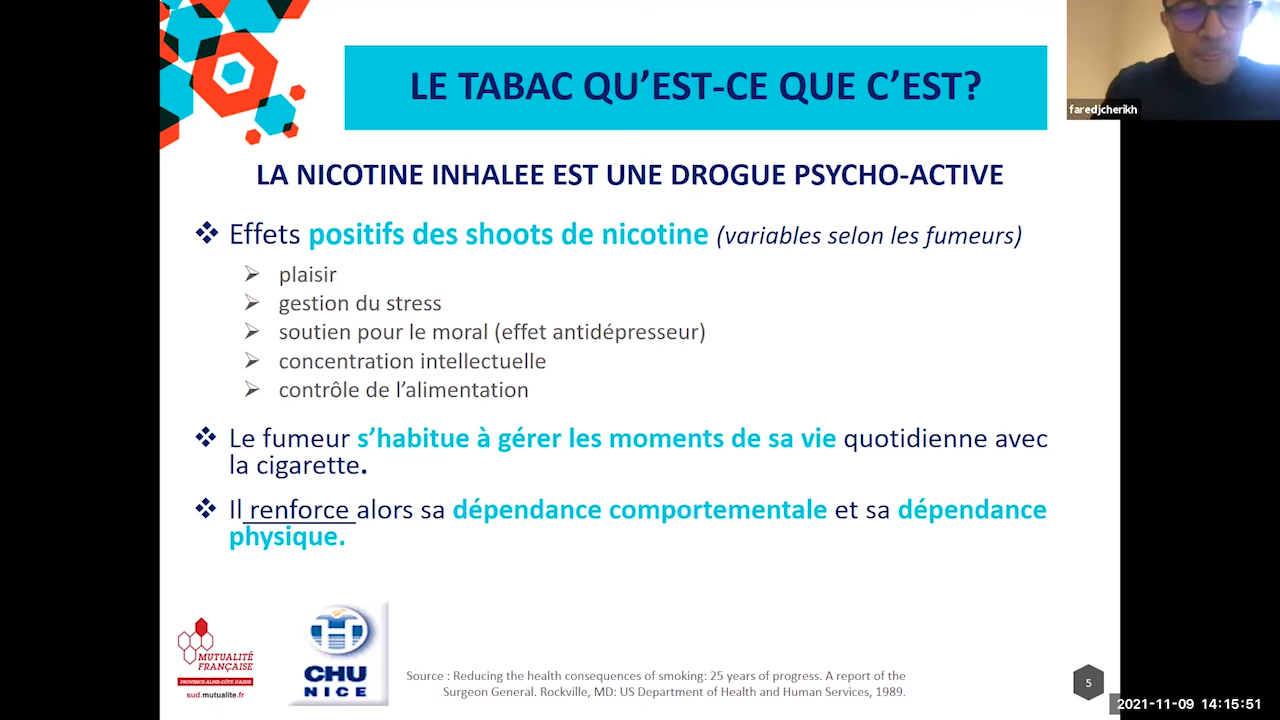 LE TABAC QU’EST-CE QUE C’EST?
faredjcherikh
LA NICOTINE INHALEE EST UNE DROGUE PSYCHO-ACTIVE
Effets positifs des shoots de nicotine (variables selon les fumeurs)
plaisir
gestion du stress
soutien pour le moral (effet antidépresseur)
concentration intellectuelle
contrôle de l’alimentation
Le fumeur s’habitue à gérer les moments de sa vie quotidienne avec
la cigarette.
Il renforce alors sa dépendance comportementale et sa dépendance
physique.
MUTUALITÉ
FRANÇAISE
PROVENCE-ALPES-CÔTE D'AZUR
sud.mutualite.fr
CHU
NICE
Source : Reducing the health consequences of smoking: 25 years of progress. A report of the
Surgeon General. Rockville, MD: US Department of Health and Human Services, 1989.
5
2021-11-09 14:15:51